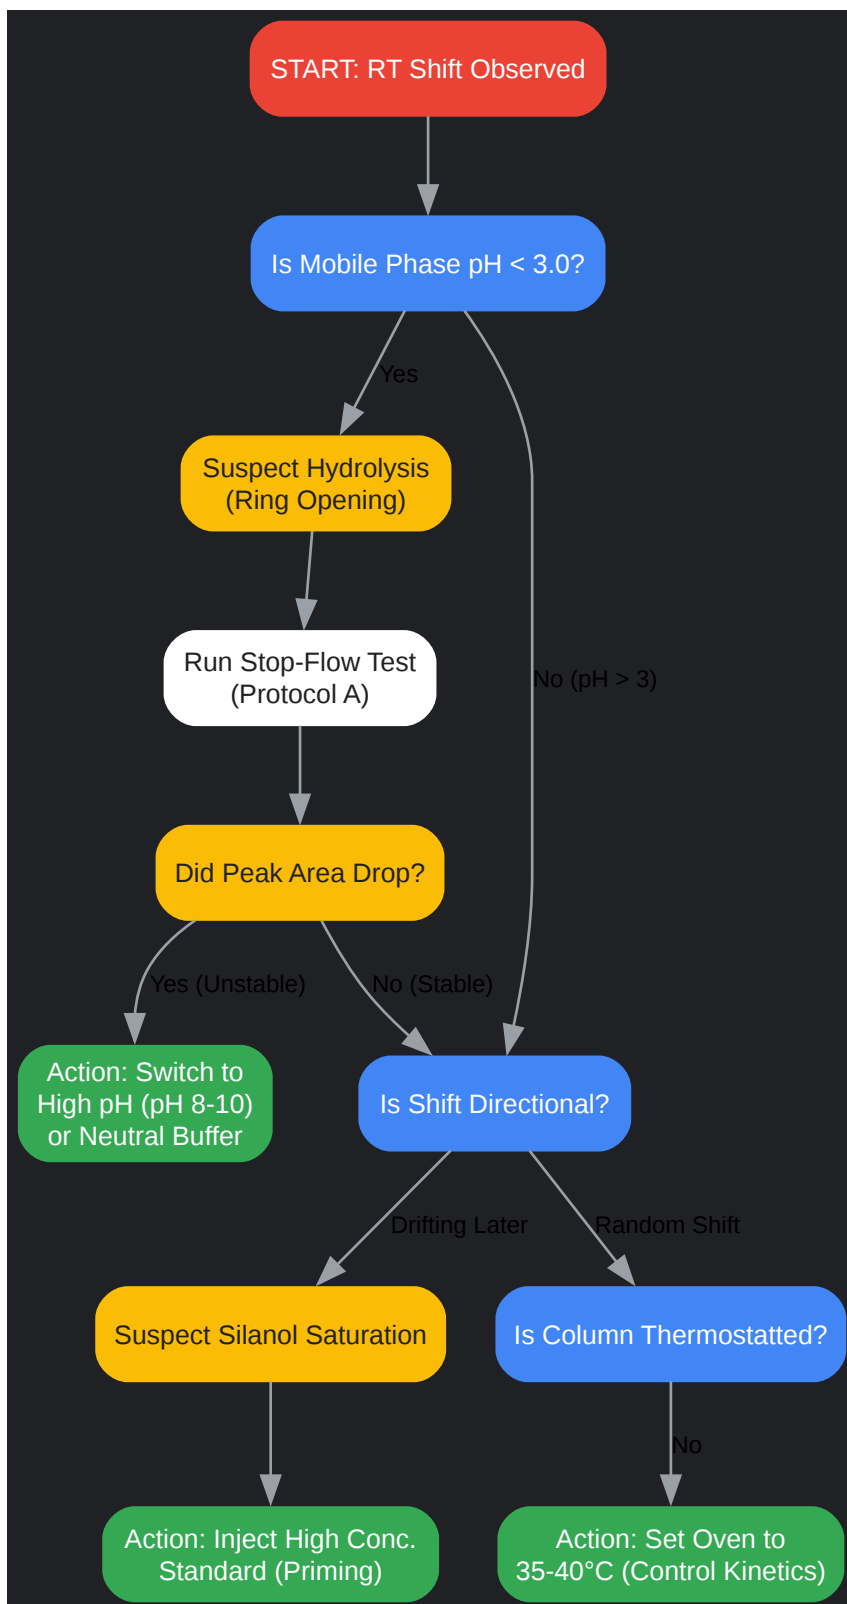 START: RT Shift Observed
Is Mobile Phase pH < 3.0?
Yes
Suspect Hydrolysis
(Ring Opening)
Run Stop-Flow Test
(Protocol A)
No (pH > 3)
Did Peak Area Drop?
Yes (Unstable)
No (Stable)
Action: Switch to
High pH (pH 8-10)
or Neutral Buffer
Is Shift Directional?
Drifting Later
Random Shift
Suspect Silanol Saturation
Is Column Thermostatted?
No
Action: Inject High Conc.
Standard (Priming)
Action: Set Oven to
35-40°C (Control Kinetics)